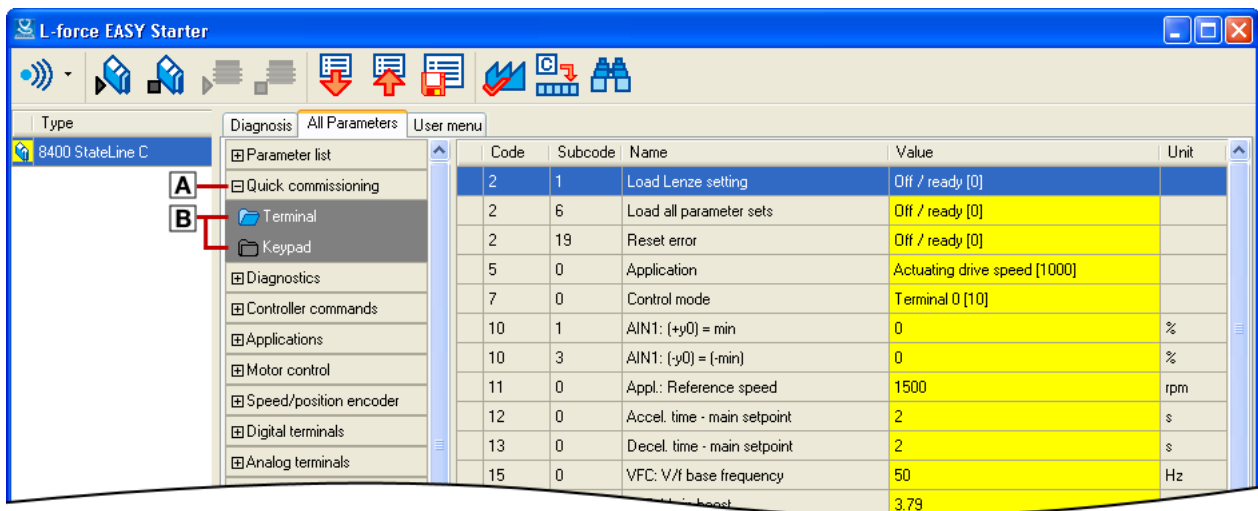 L-force EASY Starter
Type
8400 StateLine C
A
B
Diagnosis All Parameters User menu
Parameter list
Quick commissioning
Terminal
Keypad
Diagnostics
Controller commands
Applications
Motor control
Speed/position encoder
Digital terminals
Analog terminals
Code Subcode Name Value Unit
2 1 Load Lenze setting Off / ready [0]
2 6 Load all parameter sets Off / ready [0]
2 19 Reset error Off / ready [0]
5 0 Application Actuating drive speed [1000]
7 0 Control mode Terminal 0 [10]
10 1 AIN1: (+y0) = min 0 %
10 3 AIN1: (-y0) = (-min) 0 %
11 0 Appl.: Reference speed 1500 rpm
12 0 Accel. time - main setpoint 2 s
13 0 Decel. time - main setpoint 2 s
15 0 VFC: V/f base frequency 50 Hz
3.79
C